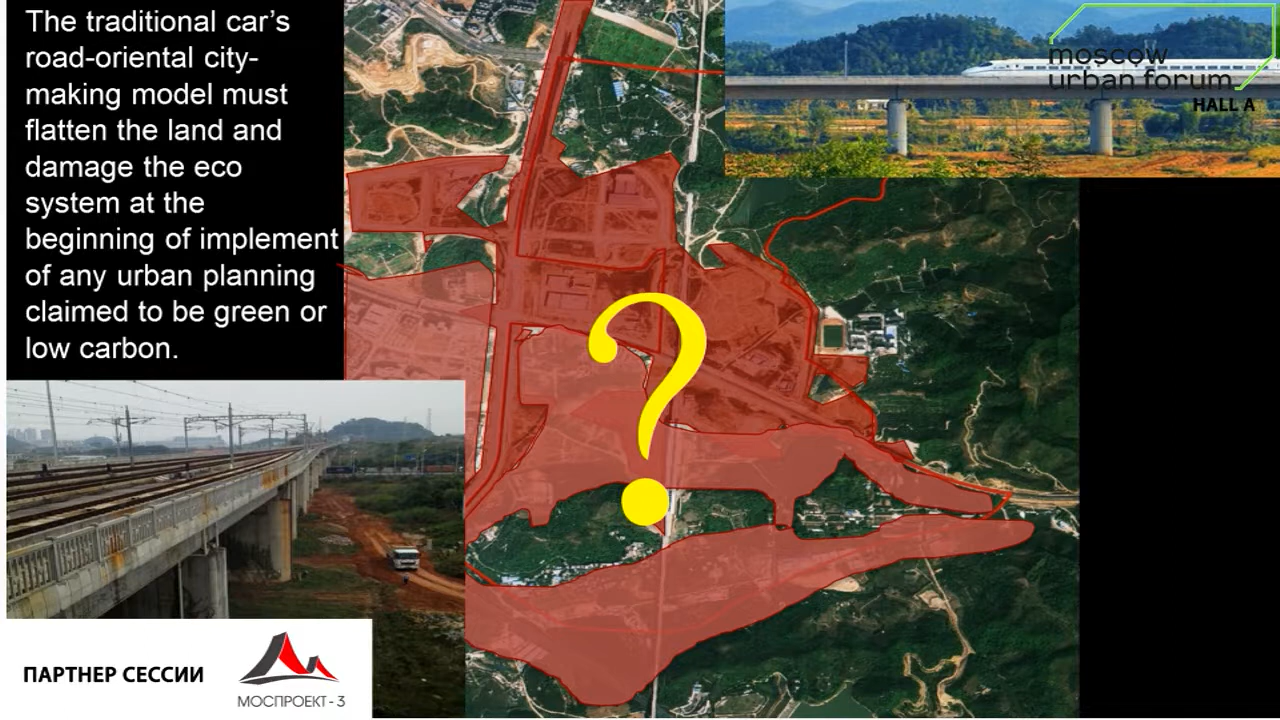 The traditional car's
road-oriental city-
making model must
flatten the land and
damage the eco
system at the
beginning of implement
of any urban planning
claimed to be green or
low carbon.
moscow
urban forum
HALL A
?
ПАРТНЕР СЕССИИ
МОСПРОЕКТ-3